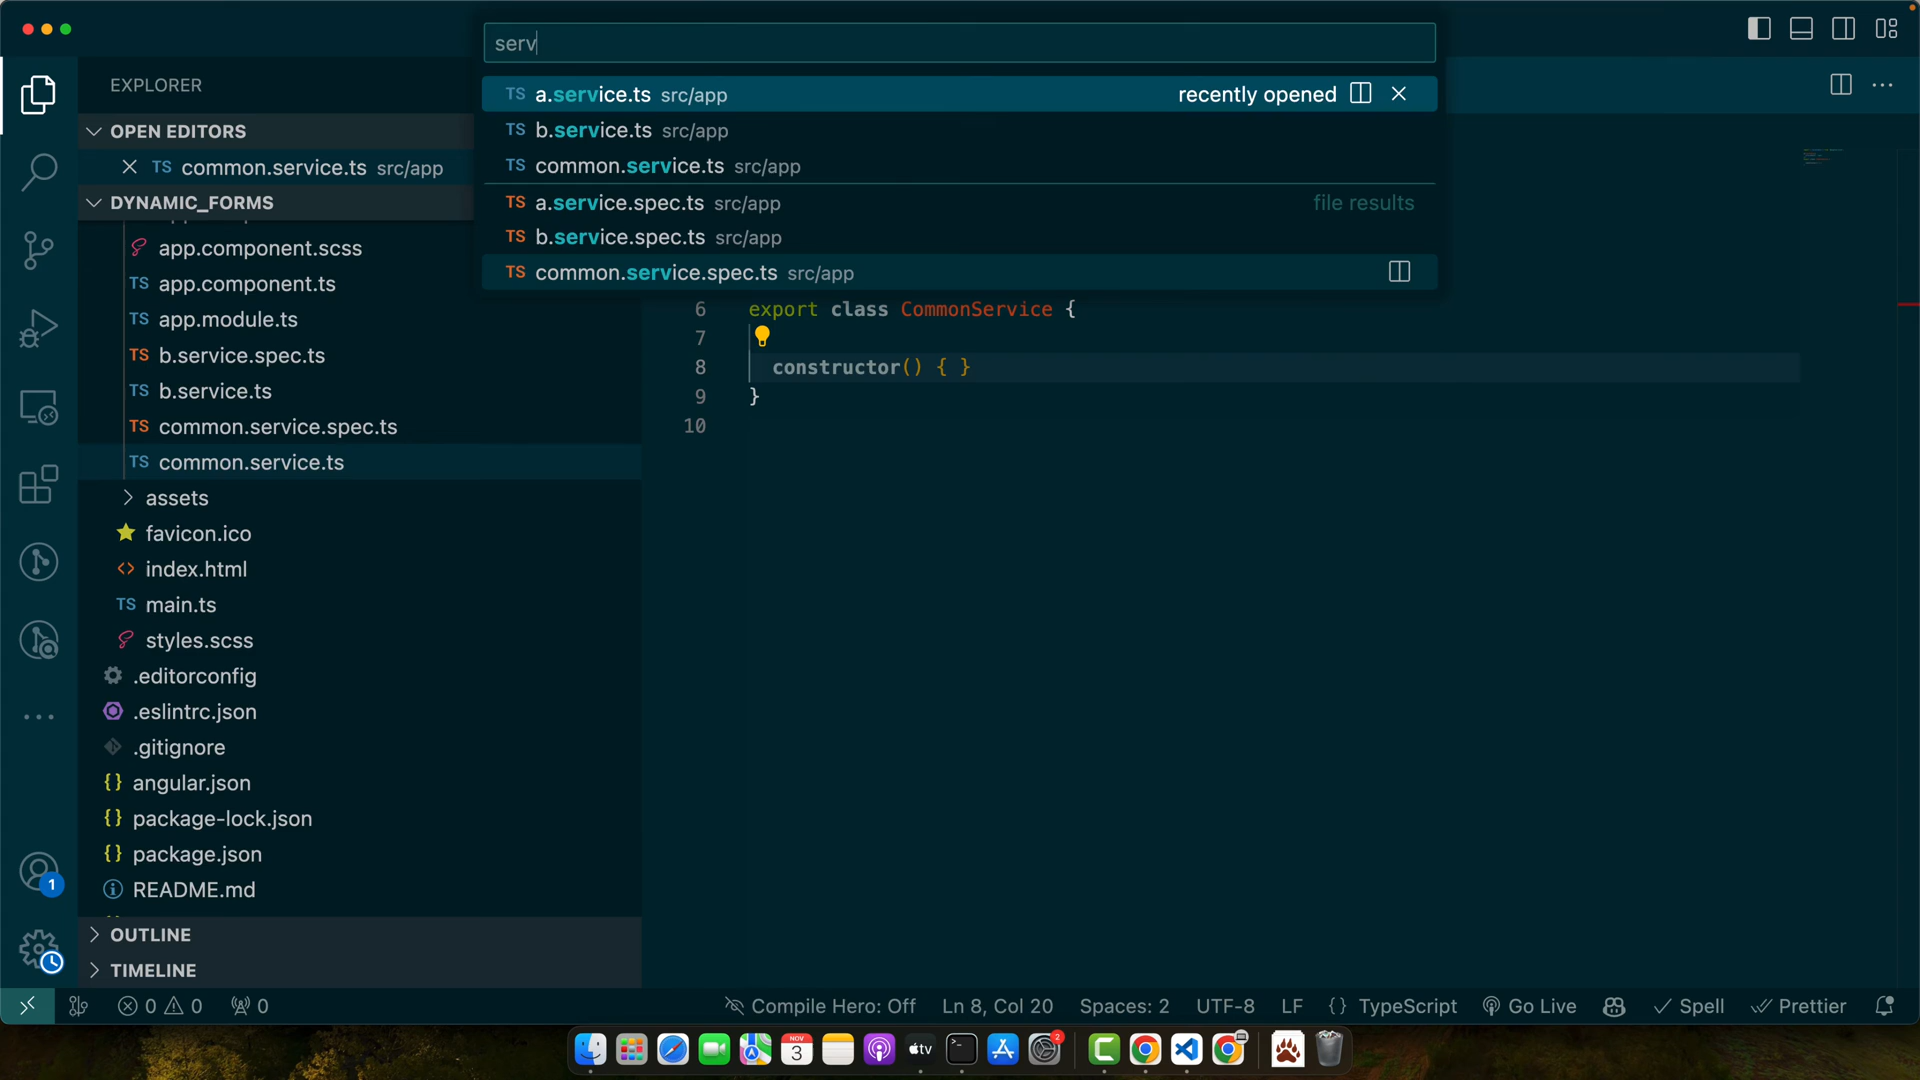 serv
EXPLORER
OPEN EDITORS
TS common.service.ts src/app
DYNAMIC_FORMS
app.component.scss
TS app.component.ts
TS app.module.ts
TS b.service.spec.ts
TS b.service.ts
TS common.service.spec.ts
TS common.service.ts
assets
favicon.ico
<> index.html
TS main.ts
styles.scss
.editorconfig
.eslintrc.json
.gitignore
{} angular.json
{} package-lock.json
{} package.json
README.md
OUTLINE
TIMELINE
1
TS a.service.ts src/app recently opened
TS b.service.ts src/app
TS common.service.ts src/app
TS a.service.spec.ts src/app file results
TS b.service.spec.ts src/app
TS common.service.spec.ts src/app
6 export class CommonService {
7
8 constructor() { }
9 }
10
0 0 0 Compile Hero: Off Ln 8, Col 20 Spaces: 2 UTF-8 LF {} TypeScript Go Live Spell Prettier
NOV
3
tv
2